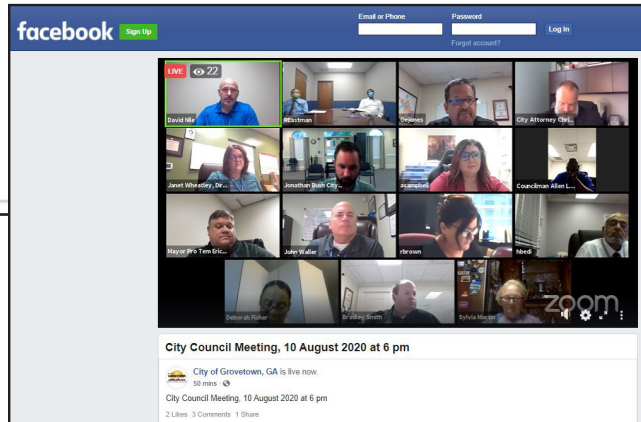 facebook
Sign Up
Email or Phone
Password
Log In
Forgot account?
LIVE 22
David Nile
REastman
Gejones
City Attorney Chri...
Janet Wheatley, Dir...
Jonathan Bush City...
acampbell
Councilman Allen L...
Mayor Pro Tem Eric...
John Waller
rbrown
hbedi
Deborah Fisher
Bradley Smith
Sylvia Martin
zoom
City Council Meeting, 10 August 2020 at 6 pm
City of Grovetown, GA is live now.
50 mins ·
City Council Meeting, 10 August 2020 at 6 pm
2 Likes 3 Comments 1 Share